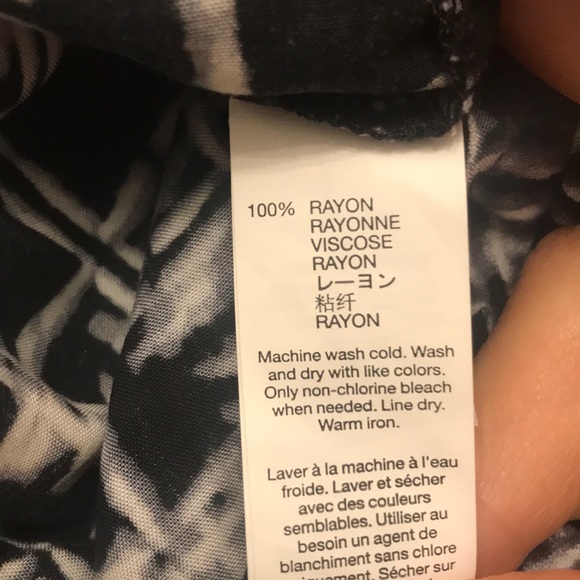 100% RAYON
RAYONNE
VISCOSE
RAYON
レーヨン
粘纤
RAYON
Machine wash cold. Wash
and dry with like colors.
Only non-chlorine bleach
when needed. Line dry.
Warm iron.
Laver à la machine à l'eau
froide. Laver et sécher
avec des couleurs
semblables. Utiliser au
besoin un agent de
blanchiment sans chlore
Sécher sur